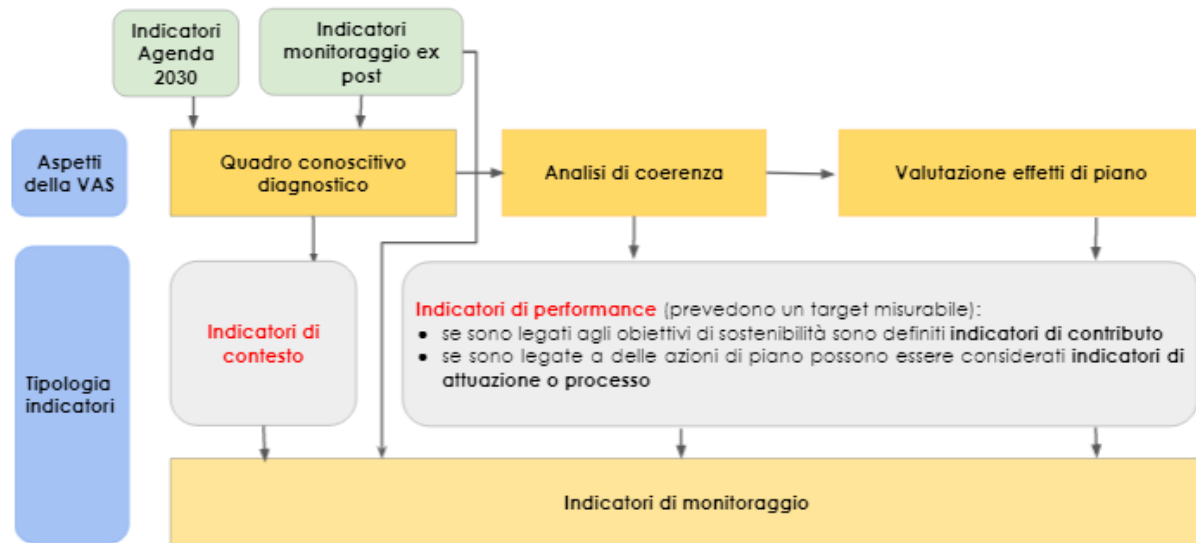 Indicatori
Agenda
2030
Indicatori
monitoraggio ex
post
Aspetti
della VAS
Quadro conoscitivo
diagnostico
Analisi di coerenza
Valutazione effetti di piano
Tipologia
indicatori
Indicatori di
contesto
Indicatori di performance (prevedono un target misurabile):
• se sono legati agli obiettivi di sostenibilità sono definiti indicatori di contributo
• se sono legate a delle azioni di piano possono essere considerati indicatori di
attuazione o processo
Indicatori di monitoraggio